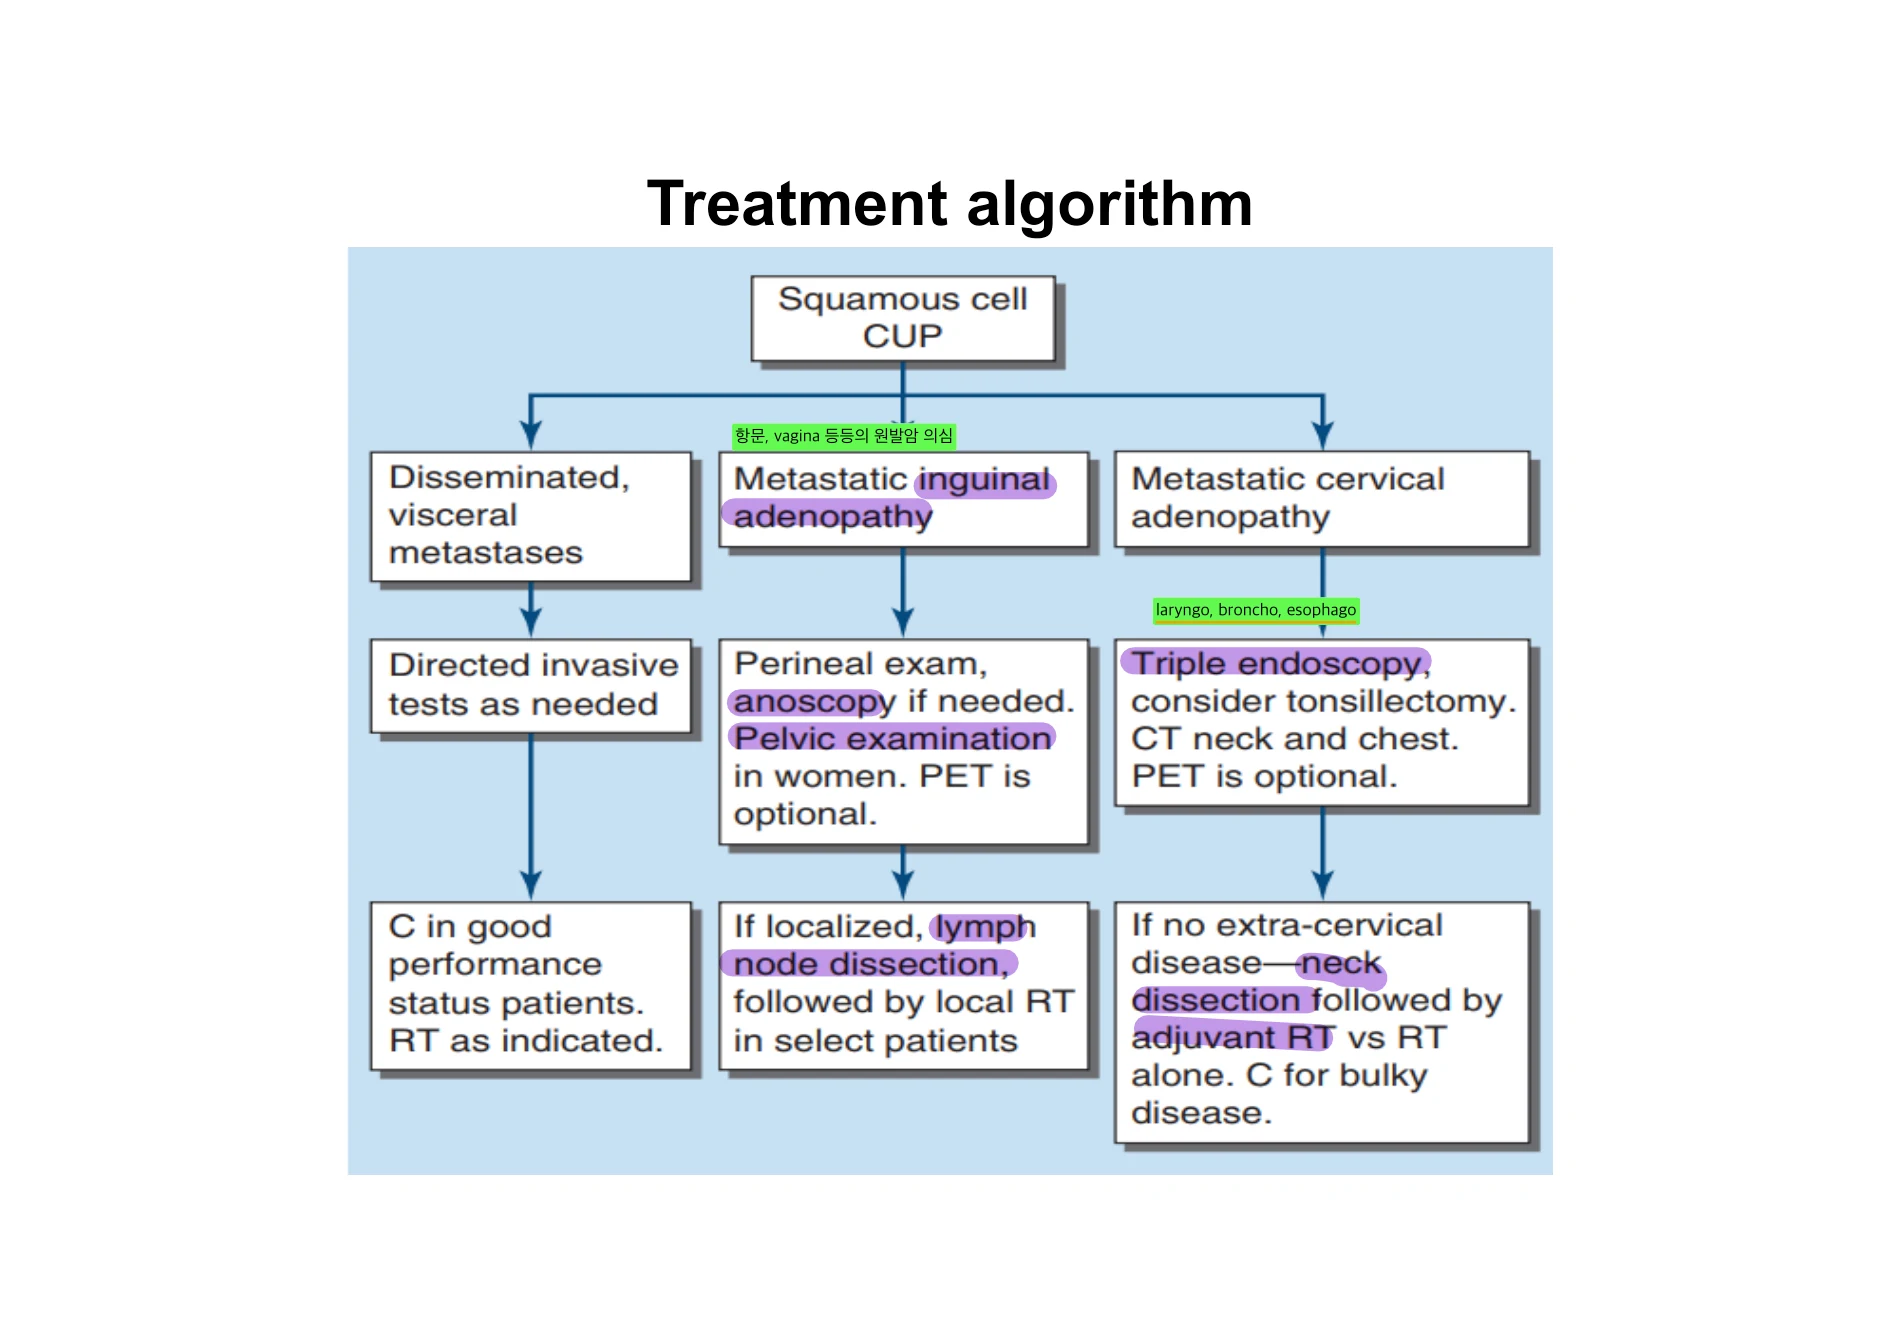 Treatment algorithm
Squamous cell
CUP
Disseminated,
visceral
metastases
Directed invasive
tests as needed
C in good
performance
status patients.
RT as indicated.
항문, vagina 등등의 원발암 의심
Metastatic inguinal
adenopathy
Perineal exam,
anoscopy if needed.
Pelvic examination
in women. PET is
optional.
If localized, lymph
node dissection,
followed by local RT
in select patients
Metastatic cervical
adenopathy
laryngo, broncho, esophago
Triple endoscopy,
consider tonsillectomy.
CT neck and chest.
PET is optional.
If no extra-cervical
disease—neck
dissection followed by
adjuvant RT vs RT
alone. C for bulky
disease.